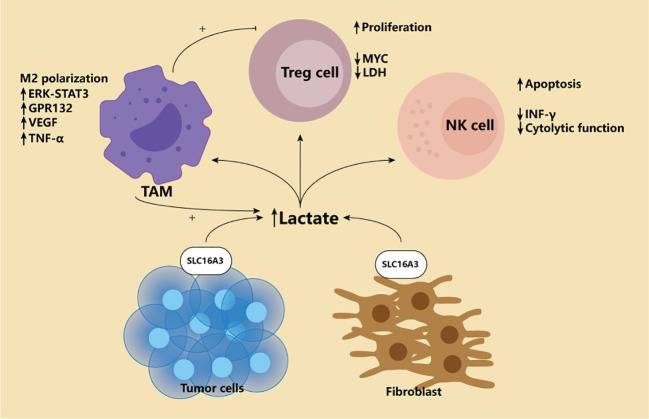 +
↑ Proliferation
Treg cell
↓ MYC
↓ LDH
M2 polarization
↑ ERK-STAT3
↑ GPR132
↑ VEGF
↑ TNF-α
↑ Apoptosis
NK cell
↓ INF-γ
↓ Cytolytic function
TAM
+
↑ Lactate
SLC16A3
SLC16A3
Tumor cells
Fibroblast